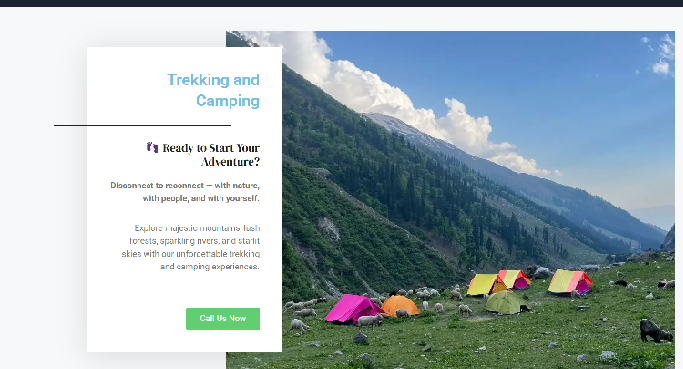 Trekking and
Camping
👣 Ready to Start Your
Adventure?
Disconnect to reconnect — with nature,
with people, and with yourself.
Explore majestic mountains, lush
forests, sparkling rivers, and starlit
skies with our unforgettable trekking
and camping experiences.
Call Us Now